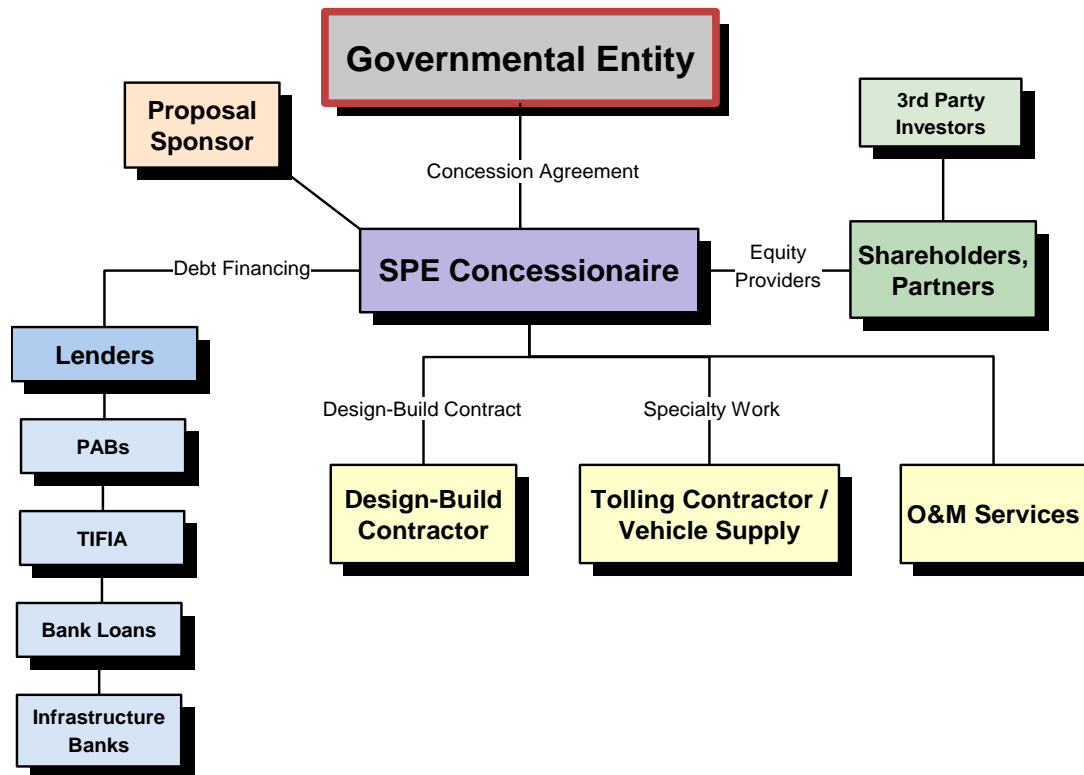 Governmental Entity
Proposal
Sponsor
3rd Party
Investors
Concession Agreement
SPE Concessionaire
Debt Financing
Equity
Providers
Shareholders,
Partners
Lenders
PABs
TIFIA
Bank Loans
Infrastructure
Banks
Design-Build Contract
Specialty Work
Design-Build
Contractor
Tolling Contractor /
Vehicle Supply
O&M Services